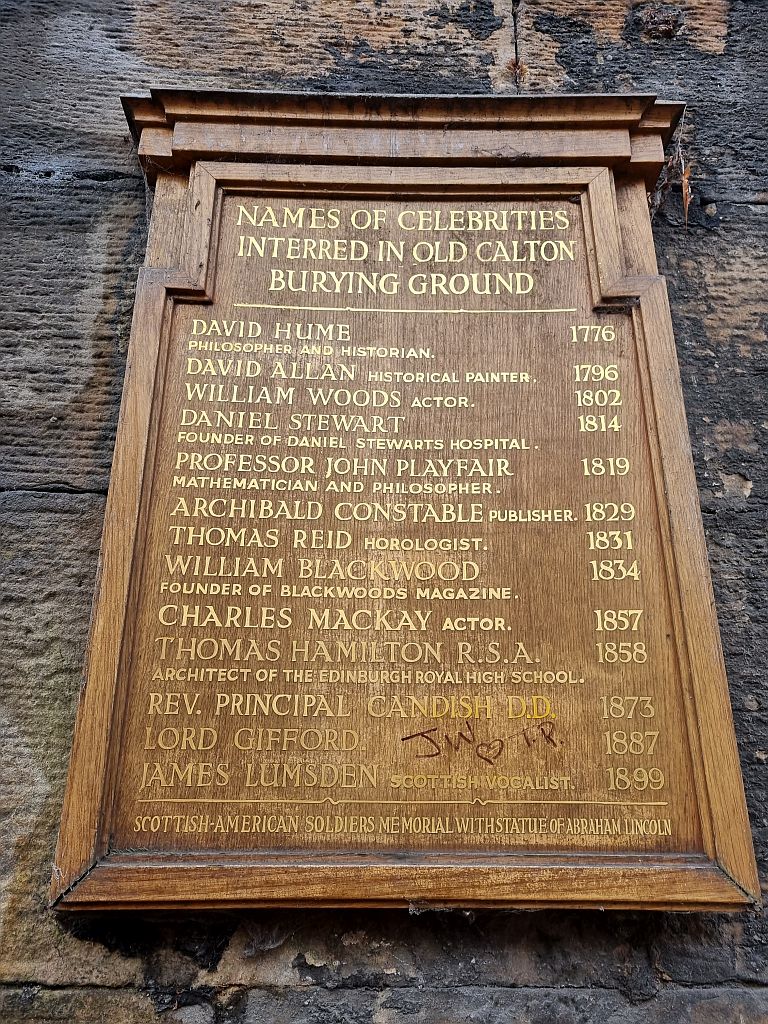 NAMES OF CELEBRITIES
INTERRED IN OLD CALTON
BURYING GROUND
DAVID HUME 1776
PHILOSOPHER AND HISTORIAN.
DAVID ALLAN HISTORICAL PAINTER. 1796
WILLIAM WOODS ACTOR. 1802
DANIEL STEWART 1814
FOUNDER OF DANIEL STEWARTS HOSPITAL.
PROFESSOR JOHN PLAYFAIR 1819
MATHEMATICIAN AND PHILOSOPHER.
ARCHIBALD CONSTABLE PUBLISHER. 1829
THOMAS REID HOROLOGIST. 1831
WILLIAM BLACKWOOD 1834
FOUNDER OF BLACKWOODS MAGAZINE.
CHARLES MACKAY ACTOR. 1857
THOMAS HAMILTON R.S.A. 1858
ARCHITECT OF THE EDINBURGH ROYAL HIGH SCHOOL.
REV. PRINCIPAL CANDISH D.D. 1873
LORD GIFFORD. 1887
JW ♡ I.R.
JAMES LUMSDEN SCOTTISH VOCALIST. 1899
SCOTTISH-AMERICAN SOLDIERS MEMORIAL WITH STATUE OF ABRAHAM LINCOLN